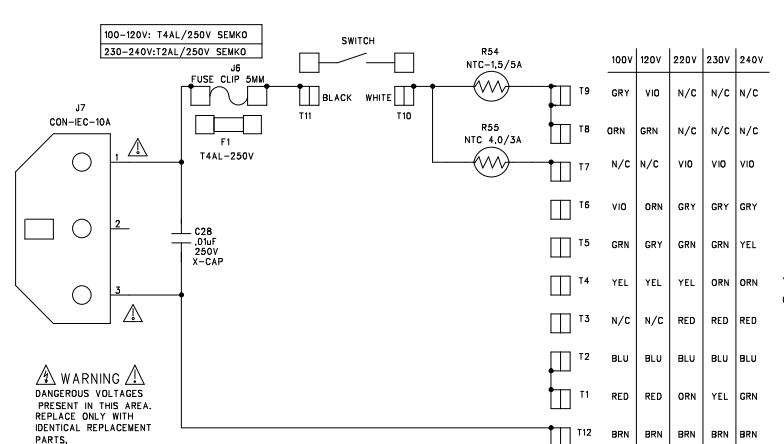 100-120V: T4AL/250V SEMKO
230-240V:T2AL/250V SEMKO
SWITCH
J6
FUSE CLIP 5MM
BLACK
WHITE
T11
T10
F1
T4AL-250V
J7
CON-IEC-10A
1
2
3
C28
.01uF
250V
X-CAP
R54
NTC-1,5/5A
R55
NTC 4,0/3A
100V 120V 220V 230V 240V
T9 GRY VIO N/C N/C N/C
T8 ORN GRN N/C N/C N/C
T7 N/C N/C VIO VIO VIO
T6 VIO ORN GRY GRY GRY
T5 GRN GRY GRN GRN YEL
T4 YEL YEL YEL ORN ORN
T3 N/C N/C RED RED RED
T2 BLU BLU BLU BLU BLU
T1 RED RED ORN YEL GRN
T12 BRN BRN BRN BRN BRN
WARNING
DANGEROUS VOLTAGES
PRESENT IN THIS AREA.
REPLACE ONLY WITH
IDENTICAL REPLACEMENT
PARTS.